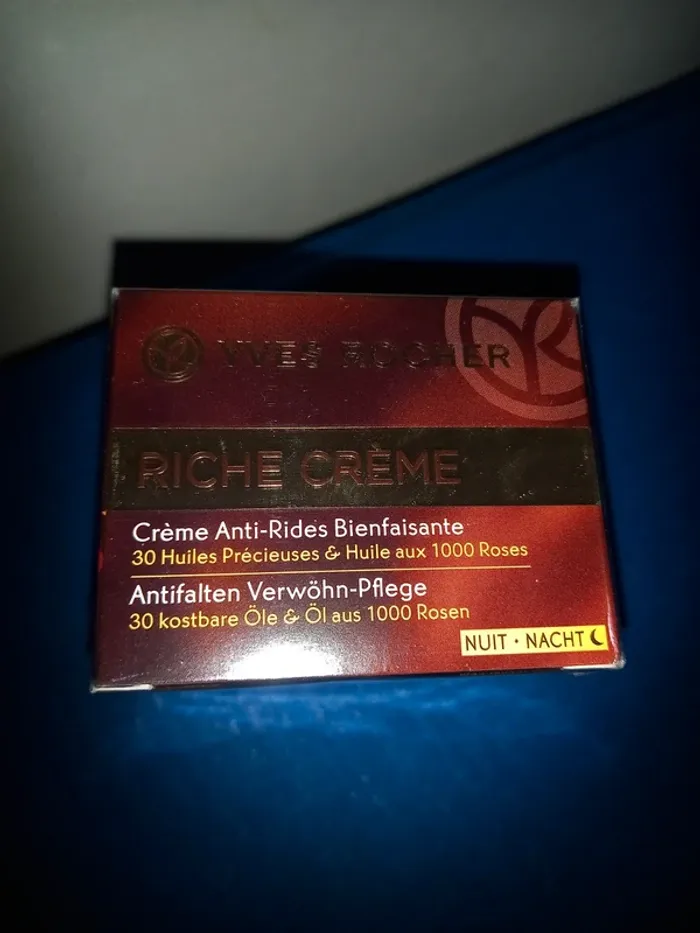 YVES ROCHER
RICHE CRÈME
Crème Anti-Rides Bienfaisante
30 Huiles Précieuses & Huile aux 1000 Roses
Antifalten Verwöhn-Pflege
30 kostbare Öle & Öl aus 1000 Rosen
NUIT • NACHT